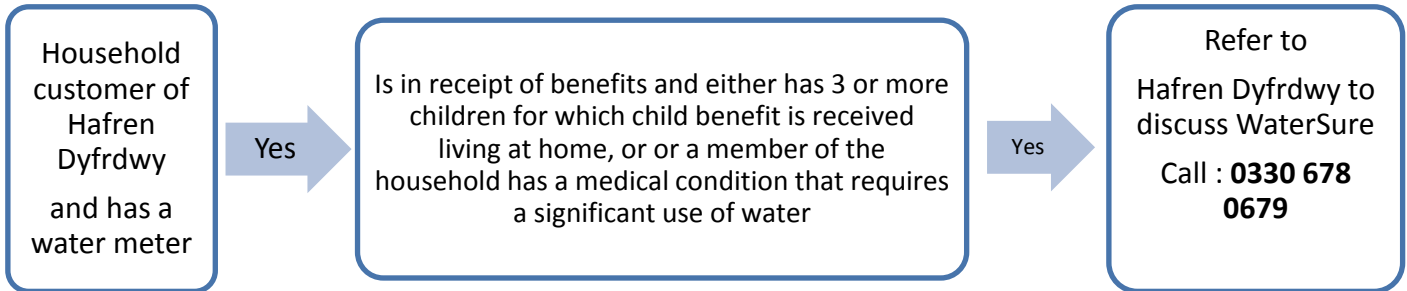 Household
customer of
Hafren
Dyfrdwy
and has a
water meter
Yes
Is in receipt of benefits and either has 3 or more
children for which child benefit is received
living at home, or or a member of the
household has a medical condition that requires
a significant use of water
Yes
Refer to
Hafren Dyfrdwy to
discuss WaterSure
Call : 0330 678
0679